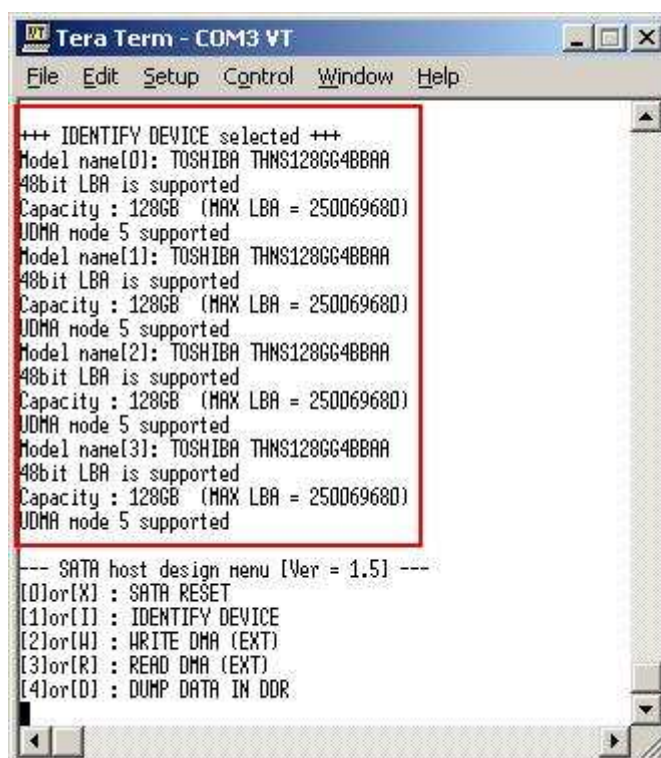 Tera Term - COM3 VT
File Edit Setup Control Window Help
+++ IDENTIFY DEVICE selected +++
Model name[0]: TOSHIBA THNS128GG4BBAA
48bit LBA is supported
Capacity : 128GB (MAX LBA = 250069680)
UDMA mode 5 supported
Model name[1]: TOSHIBA THNS128GG4BBAA
48bit LBA is supported
Capacity : 128GB (MAX LBA = 250069680)
UDMA mode 5 supported
Model name[2]: TOSHIBA THNS128GG4BBAA
48bit LBA is supported
Capacity : 128GB (MAX LBA = 250069680)
UDMA mode 5 supported
Model name[3]: TOSHIBA THNS128GG4BBAA
48bit LBA is supported
Capacity : 128GB (MAX LBA = 250069680)
UDMA mode 5 supported
--- SATA host design menu [Ver = 1.5] ---
[0]or[X] : SATA RESET
[1]or[I] : IDENTIFY DEVICE
[2]or[W] : WRITE DMA (EXT)
[3]or[R] : READ DMA (EXT)
[4]or[D] : DUMP DATA IN DDR